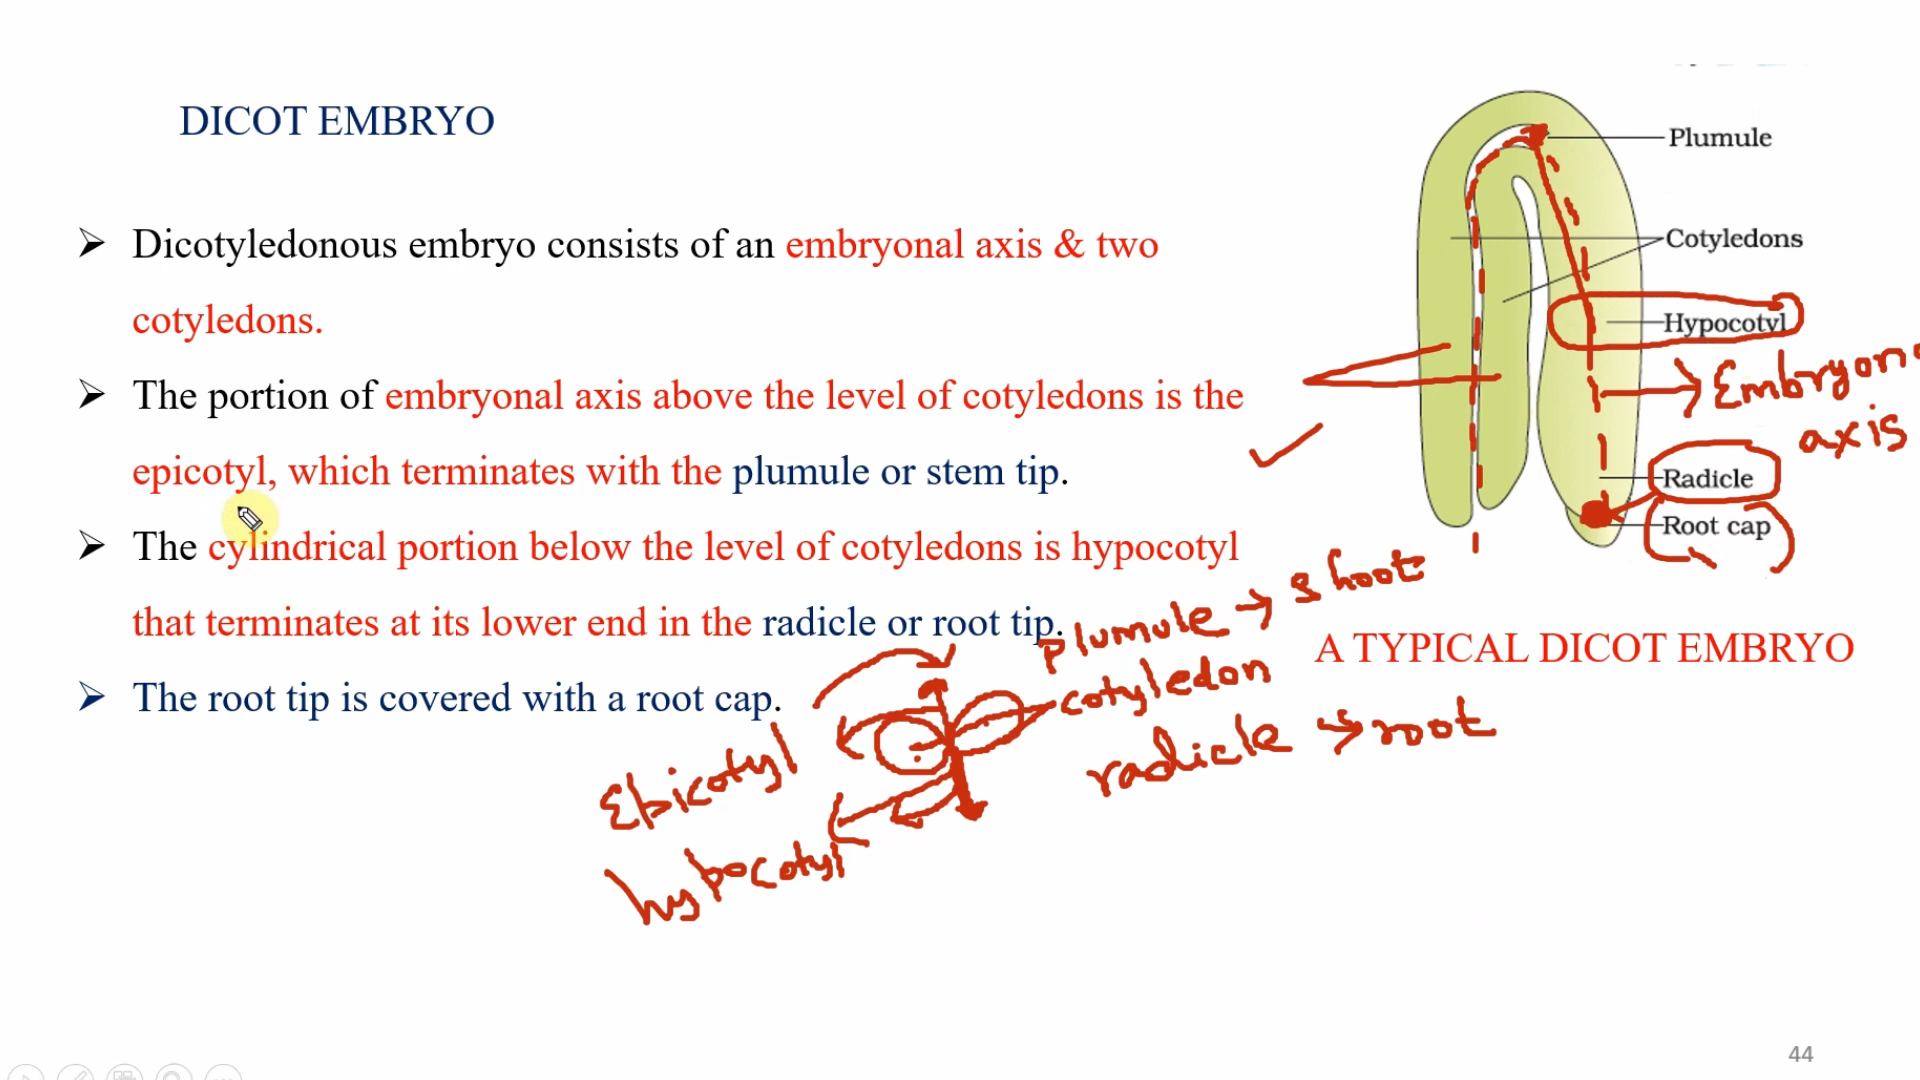 DICOT EMBRYO
Dicotyledonous embryo consists of an embryonal axis & two
cotyledons.
The portion of embryonal axis above the level of cotyledons is the
epicotyl, which terminates with the plumule or stem tip.
The cylindrical portion below the level of cotyledons is hypocotyl
that terminates at its lower end in the radicle or root tip.
The root tip is covered with a root cap.
Plumule
Cotyledons
Hypocotyl
Embryon
axis
Radicle
Root cap
A TYPICAL DICOT EMBRYO
plumule → shoot
cotyledon
radicle → root
Epicotyl
hypocotyl
44